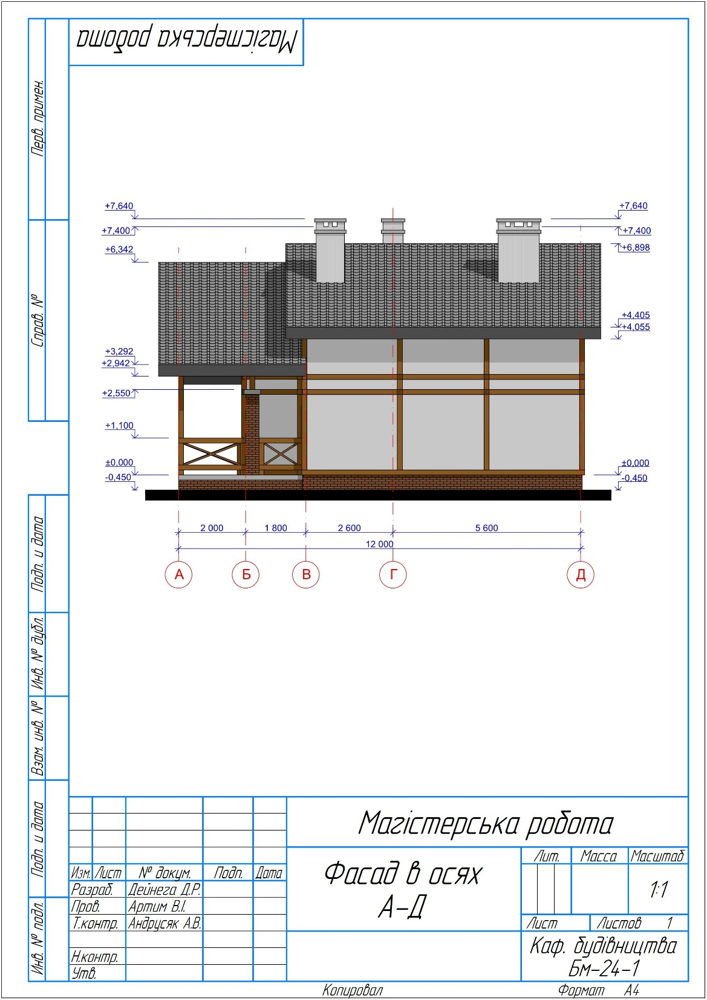 Магістерська робота
Перв. примен.
Справ. №
Подп. и дата
Инв. № дубл.
Взам. инв. №
Подп. и дата
Инв. № подл.
+7,640
+7,400
+6,342
+3,292
+2,942
+2,550
+1,100
±0,000
-0,450
+7,640
+7,400
+6,898
+4,405
+4,055
±0,000
-0,450
2 000 1 800 2 600 5 600
12 000
А Б В Г Д
Магістерська робота
Фасад в осях
А-Д
Лит. Масса Масштаб
1:1
Лист Листов 1
Каф. будівництва
Бм-24-1
Изм. Лист № докум. Подп. Дата
Разраб. Дейнега Д.Р.
Пров. Артим В.І.
Т.контр. Андрусяк А.В.
Н.контр.
Утв.
Копировал Формат А4